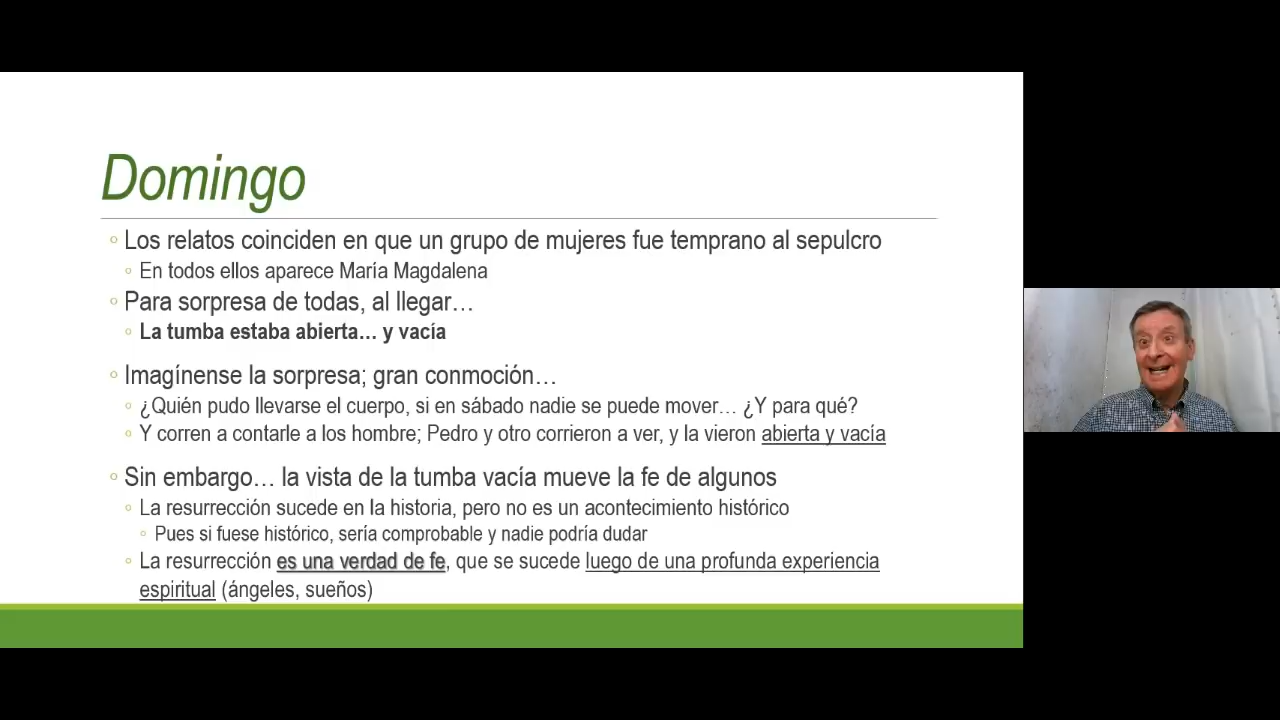 Domingo
Los relatos coinciden en que un grupo de mujeres fue temprano al sepulcro
En todos ellos aparece María Magdalena
Para sorpresa de todas, al llegar…
La tumba estaba abierta… y vacía
Imagínense la sorpresa; gran conmoción…
¿Quién pudo llevarse el cuerpo, si en sábado nadie se puede mover… ¿Y para qué?
Y corren a contarle a los hombre; Pedro y otro corrieron a ver, y la vieron abierta y vacía
Sin embargo… la vista de la tumba vacía mueve la fe de algunos
La resurrección sucede en la historia, pero no es un acontecimiento histórico
Pues si fuese histórico, sería comprobable y nadie podría dudar
La resurrección es una verdad de fe, que se sucede luego de una profunda experiencia
espiritual (ángeles, sueños)